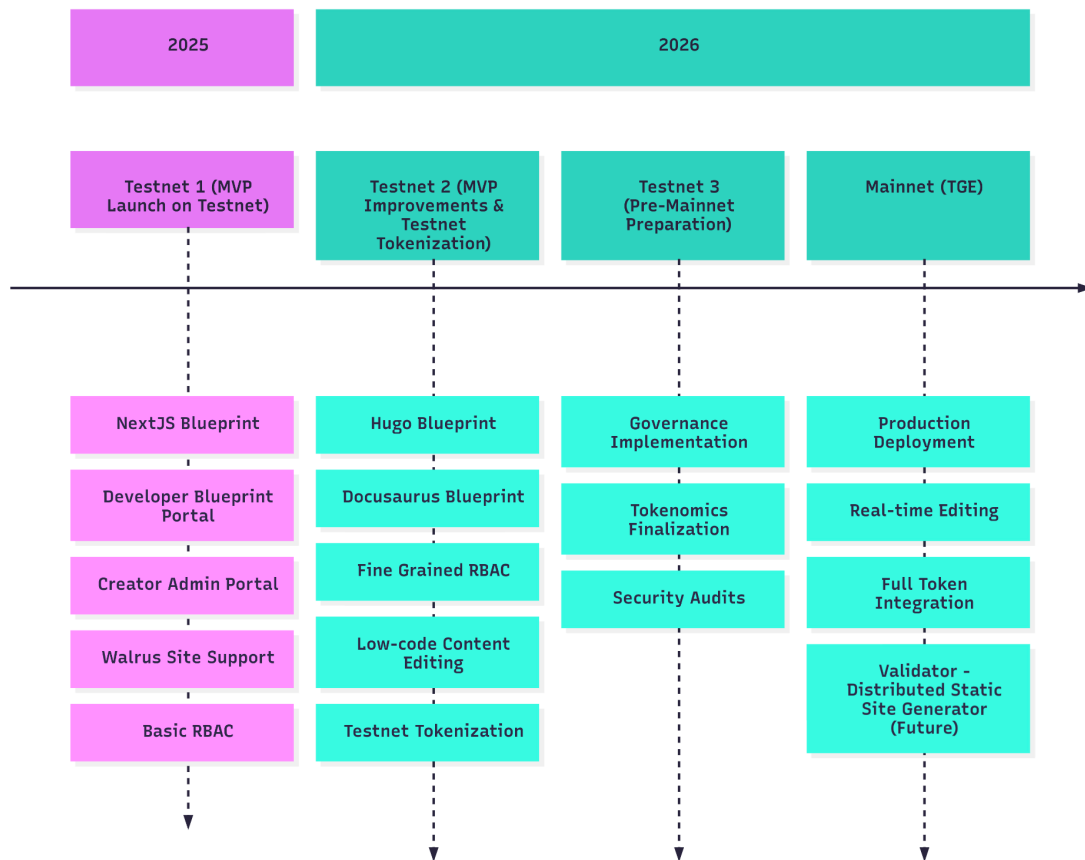 2025
2026
Testnet 1 (MVP
Launch on Testnet)
Testnet 2 (MVP
Improvements &
Testnet
Tokenization)
Testnet 3
(Pre-Mainnet
Preparation)
Mainnet (TGE)
NextJS Blueprint
Developer Blueprint
Portal
Creator Admin Portal
Walrus Site Support
Basic RBAC
Hugo Blueprint
Docusaurus Blueprint
Fine Grained RBAC
Low-code Content
Editing
Testnet Tokenization
Governance
Implementation
Tokenomics
Finalization
Security Audits
Production
Deployment
Real-time Editing
Full Token
Integration
Validator -
Distributed Static
Site Generator
(Future)